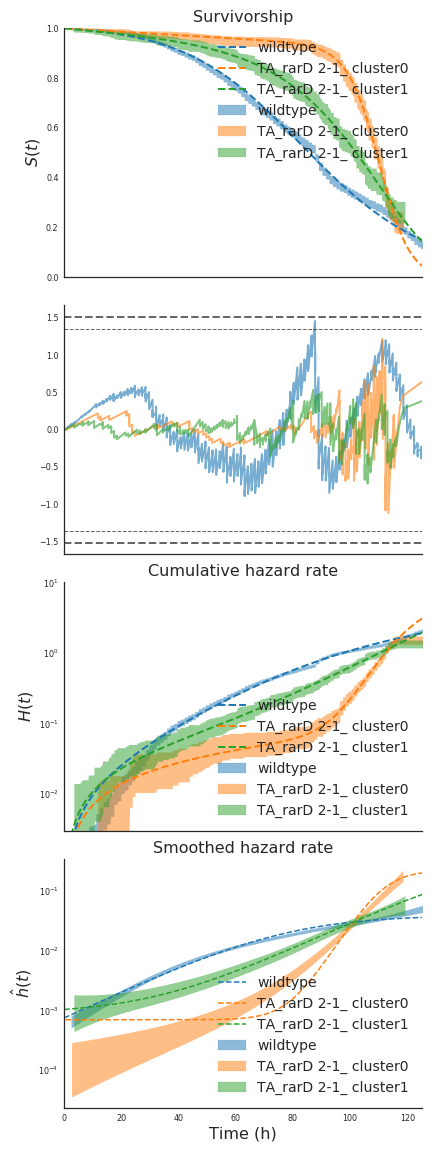 Survivorship
1.0
0.8
0.6
0.4
0.2
0.0
S(t)
wildtype
TA_rarD 2-1_ cluster0
TA_rarD 2-1_ cluster1
wildtype
TA_rarD 2-1_ cluster0
TA_rarD 2-1_ cluster1
1.5
1.0
0.5
0.0
−0.5
−1.0
−1.5
Cumulative hazard rate
10¹
10⁰
10⁻¹
10⁻²
H(t)
wildtype
TA_rarD 2-1_ cluster0
TA_rarD 2-1_ cluster1
wildtype
TA_rarD 2-1_ cluster0
TA_rarD 2-1_ cluster1
Smoothed hazard rate
10⁻¹
10⁻²
10⁻³
10⁻⁴
ĥ(t)
wildtype
TA_rarD 2-1_ cluster0
TA_rarD 2-1_ cluster1
wildtype
TA_rarD 2-1_ cluster0
TA_rarD 2-1_ cluster1
0 20 40 60 80 100 120
Time (h)